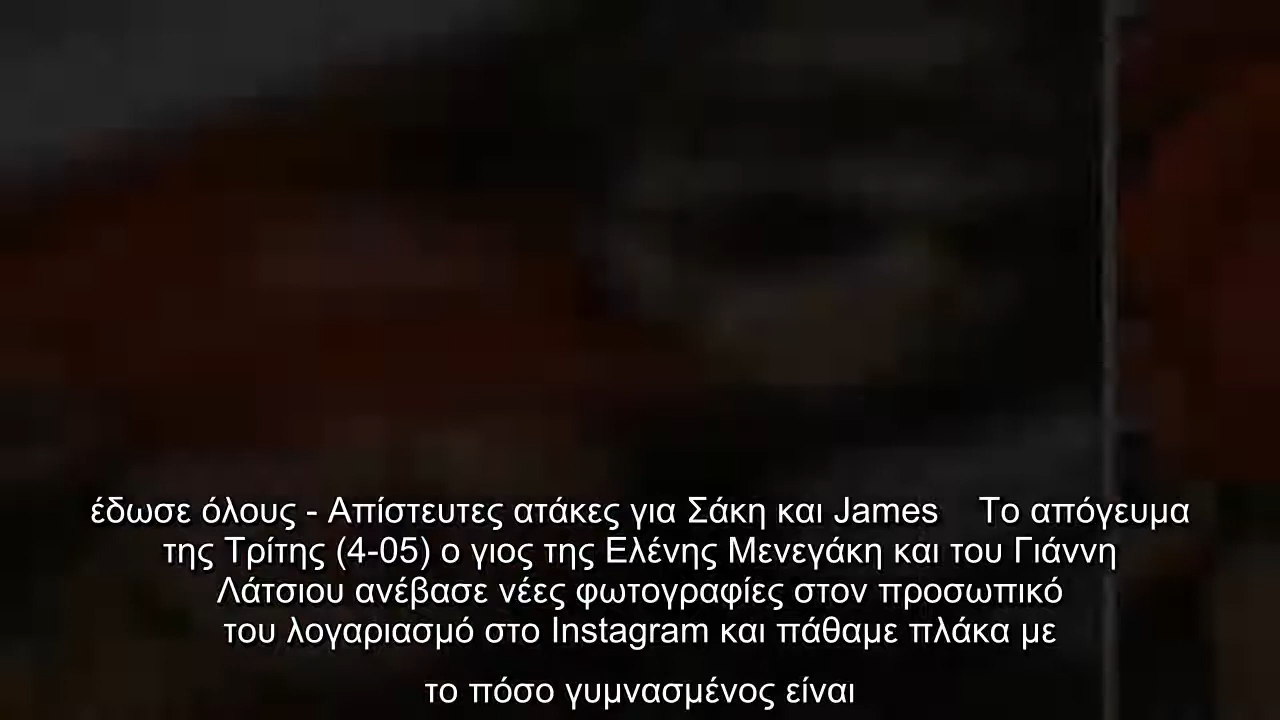 έδωσε όλους - Απίστευτες ατάκες για Σάκη και James    Το απόγευμα
της Τρίτης (4-05) ο γιος της Ελένης Μενεγάκη και του Γιάννη
Λάτσιου ανέβασε νέες φωτογραφίες στον προσωπικό
του λογαριασμό στο Instagram και πάθαμε πλάκα με
το πόσο γυμνασμένος είναι